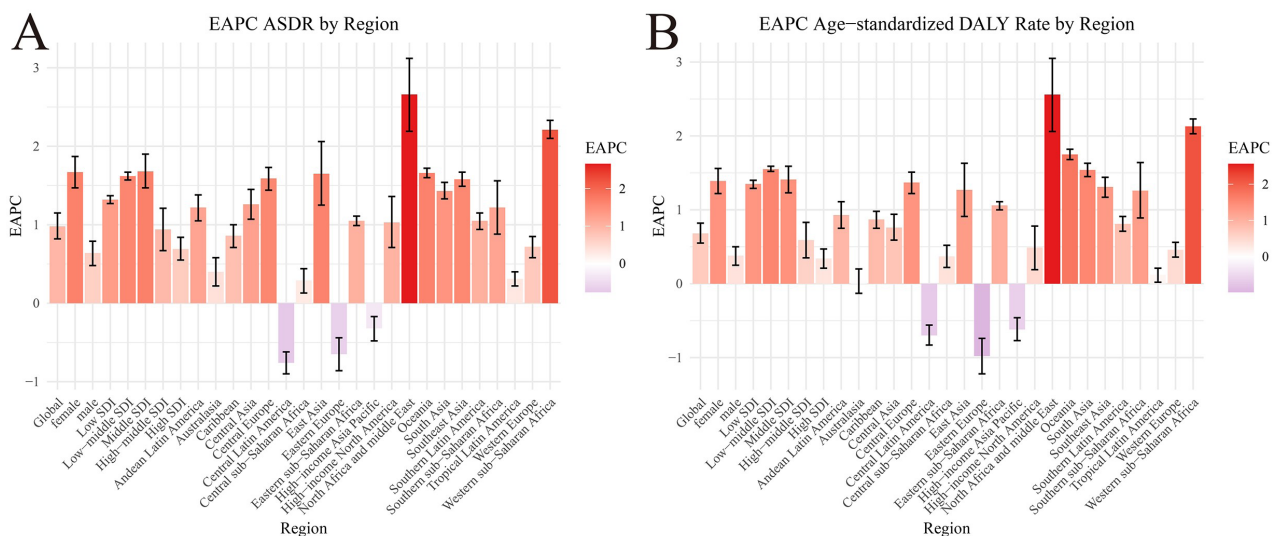 A
EAPC ASDR by Region
EAPC
3
2
1
0
−1
Global
female
male
Low SDI
Low−middle SDI
Middle SDI
High−middle SDI
High SDI
Andean Latin America
Australasia
Caribbean
Central Asia
Central Europe
Central Latin America
Central sub−Saharan Africa
East Asia
Eastern Europe
Eastern sub−Saharan Africa
High−income Asia Pacific
High−income North America
North Africa and middle East
Oceania
South Asia
Southeast Asia
Southern Latin America
Southern sub−Saharan Africa
Tropical Latin America
Western Europe
Western sub−Saharan Africa
Region
EAPC
2
1
0
B
EAPC Age−standardized DALY Rate by Region
EAPC
3
2
1
0
−1
Global
female
male
Low SDI
Low−middle SDI
Middle SDI
High−middle SDI
High SDI
Andean Latin America
Australasia
Caribbean
Central Asia
Central Europe
Central Latin America
Central sub−Saharan Africa
East Asia
Eastern Europe
Eastern sub−Saharan Africa
High−income Asia Pacific
High−income North America
North Africa and middle East
Oceania
South Asia
Southeast Asia
Southern Latin America
Southern sub−Saharan Africa
Tropical Latin America
Western Europe
Western sub−Saharan Africa
Region
EAPC
2
1
0